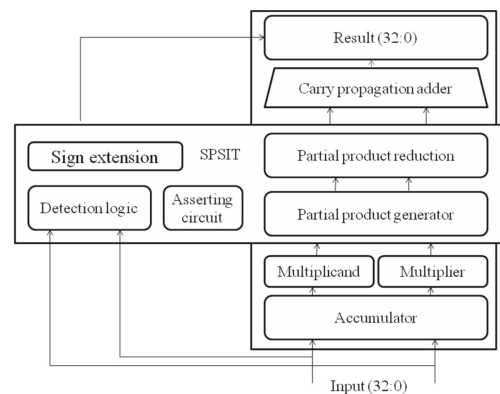 Result (32:0)
Carry propagation adder
Sign extension
SPSIT
Partial product reduction
Detection logic
Asserting
circuit
Partial product generator
Multiplicand
Multiplier
Accumulator
Input (32:0)